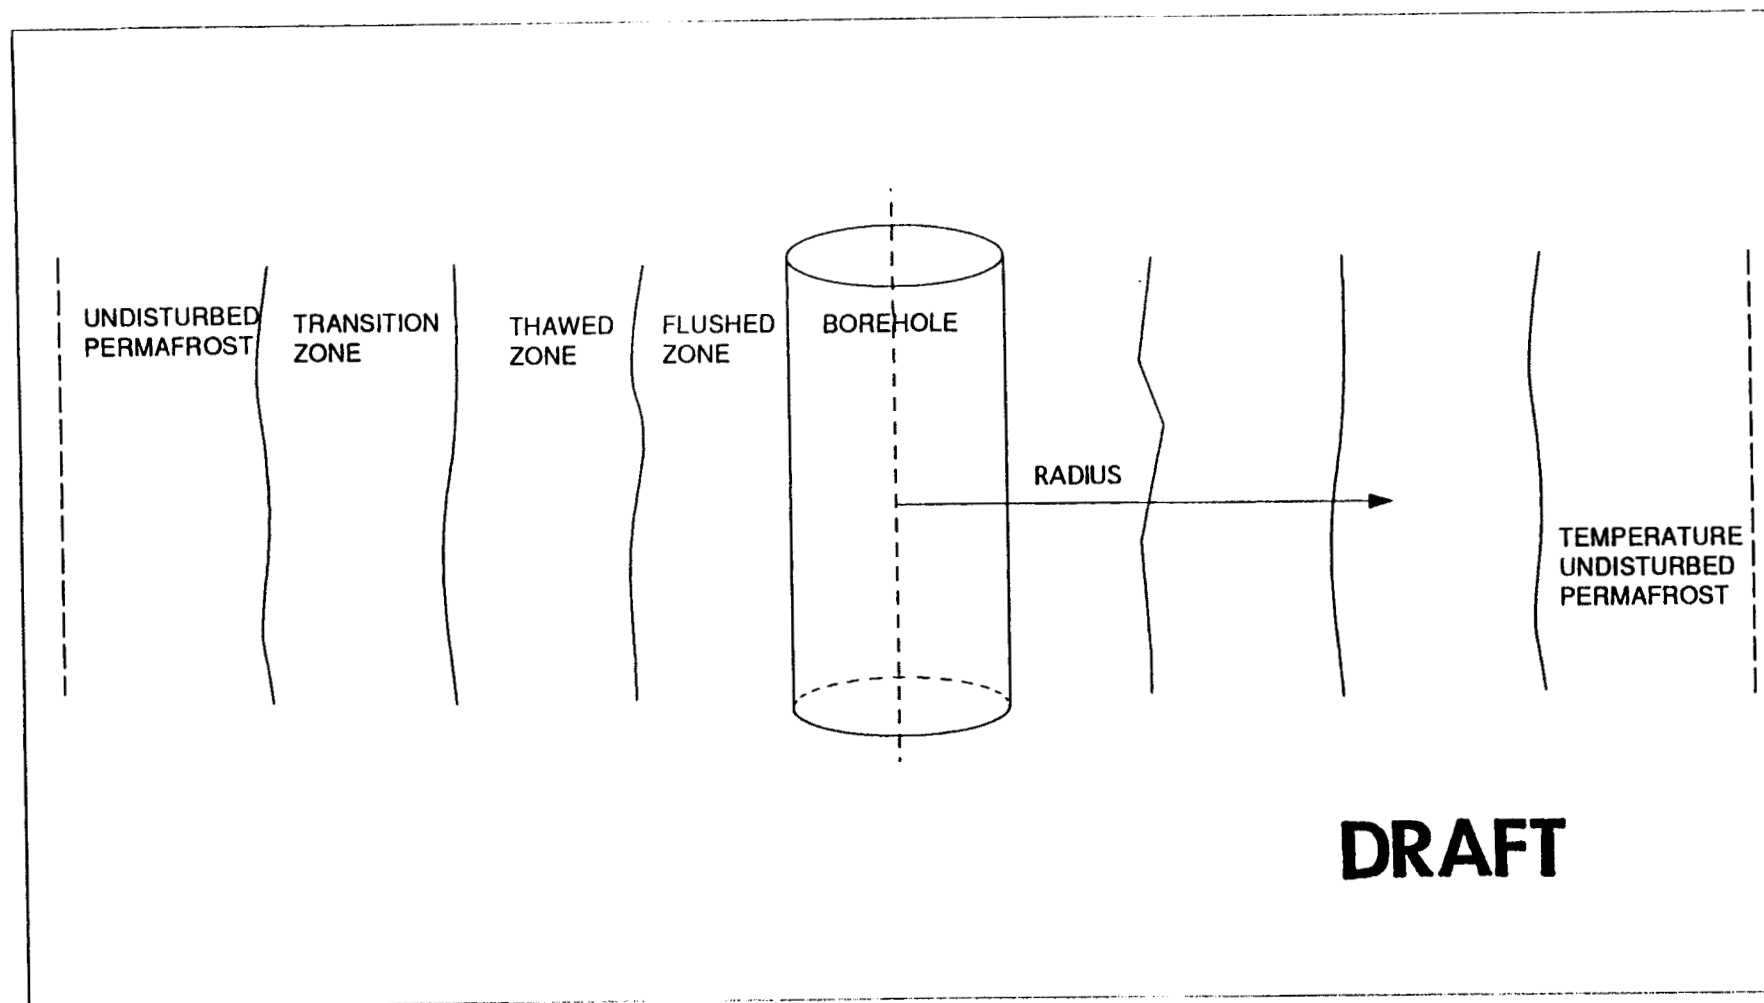 UNDISTURBED
PERMAFROST
TRANSITION
ZONE
THAWED
ZONE
FLUSHED
ZONE
BOREHOLE
RADIUS
TEMPERATURE
UNDISTURBED
PERMAFROST
DRAFT